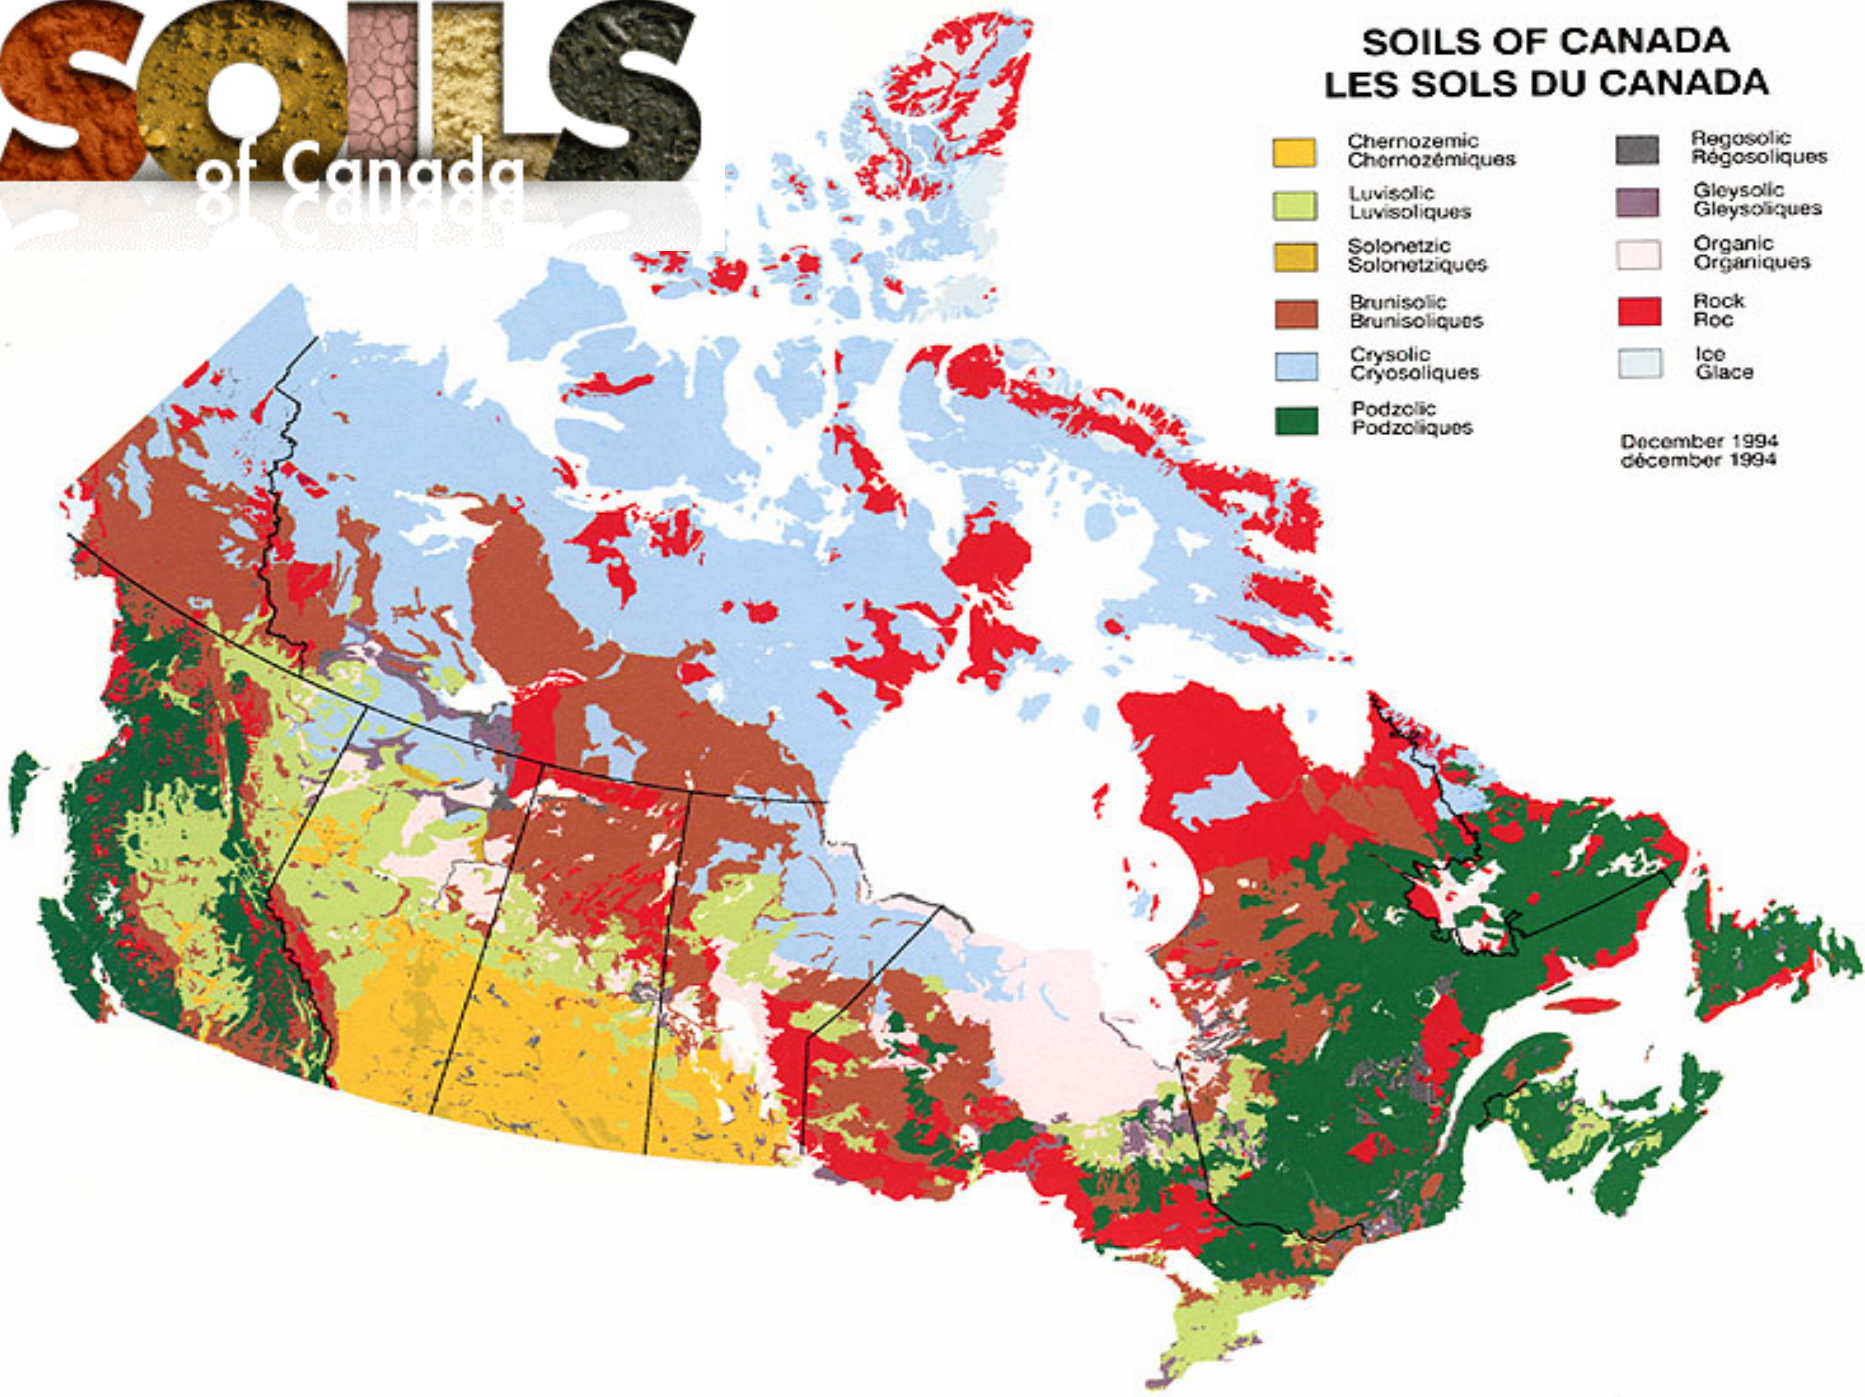 SOILS
of Canada
SOILS OF CANADA
LES SOLS DU CANADA
Chernozemic
Chernozémiques
Luvisolic
Luvisoliques
Solonetzic
Solonetziques
Brunisolic
Brunisoliques
Crysolic
Cryosoliques
Podzolic
Podzoliques
Regosolic
Régosoliques
Gleysolic
Gleysoliques
Organic
Organiques
Rock
Roc
Ice
Glace
December 1994
décember 1994